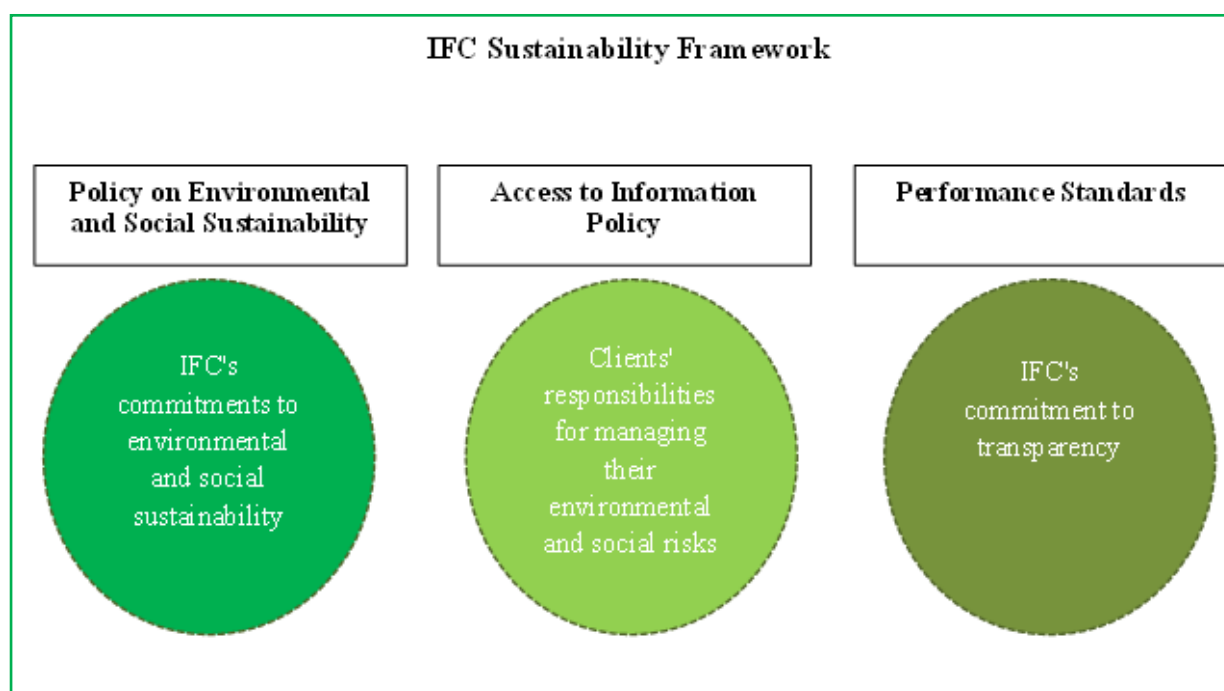 IFC Sustainability Framework
Policy on Environmental
and Social Sustainability
Access to Information
Policy
Performance Standards
IFC's
commitments to
environmental
and social
sustainability
Clients'
responsibilities
for managing
their
environmental
and social risks
IFC's
commitment to
transparency